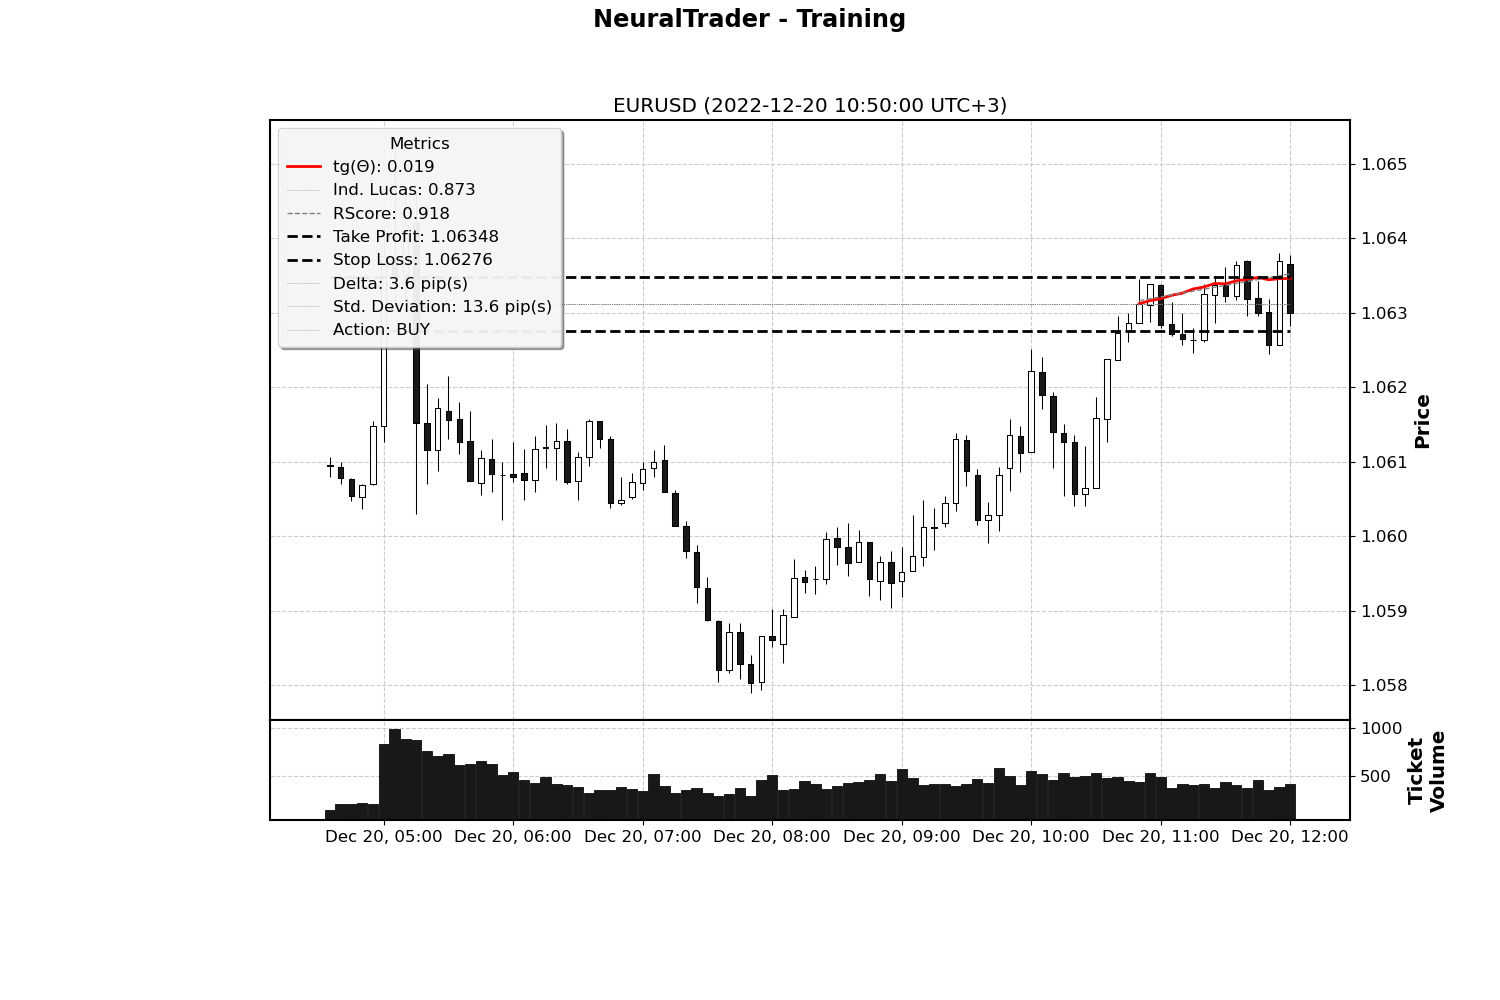 NeuralTrader - Training
EURUSD (2022-12-20 10:50:00 UTC+3)
Metrics
tg(Θ): 0.019
Ind. Lucas: 0.873
RScore: 0.918
Take Profit: 1.06348
Stop Loss: 1.06276
Delta: 3.6 pip(s)
Std. Deviation: 13.6 pip(s)
Action: BUY
1.065
1.064
1.063
1.062
1.061
1.060
1.059
1.058
Price
1000
500
Ticket
Volume
Dec 20, 05:00 Dec 20, 06:00 Dec 20, 07:00 Dec 20, 08:00 Dec 20, 09:00 Dec 20, 10:00 Dec 20, 11:00 Dec 20, 12:00